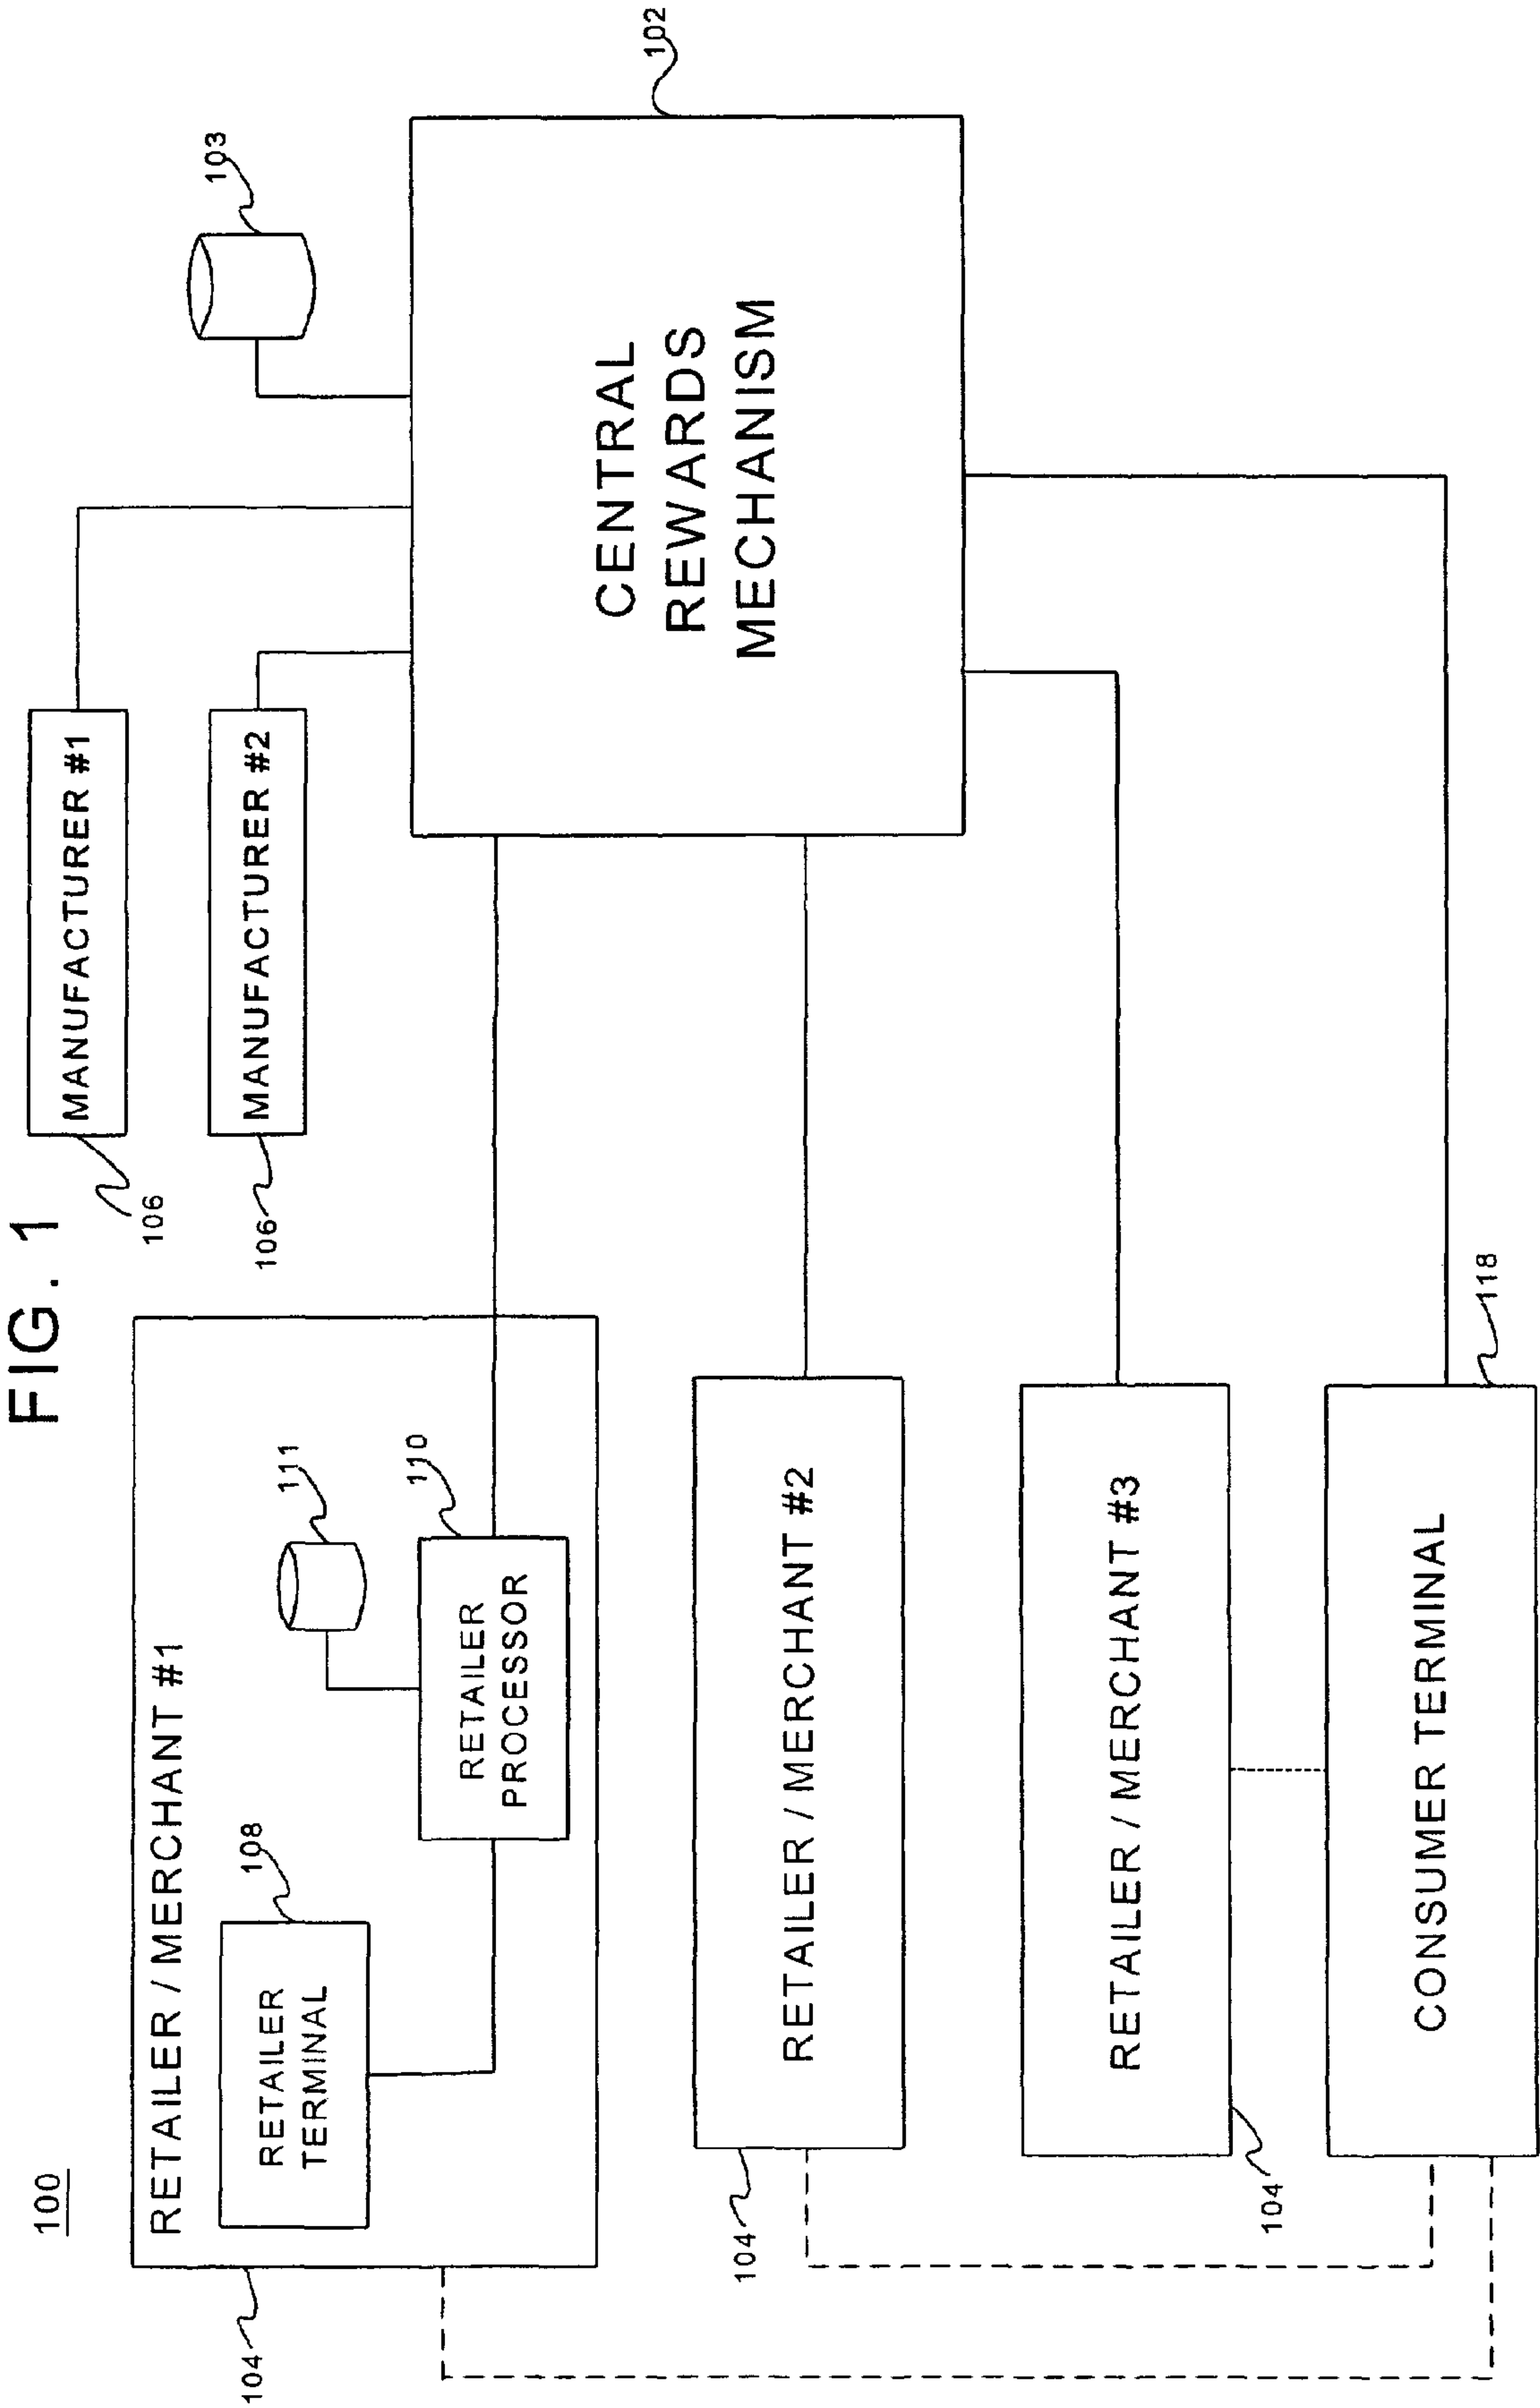 FIG. 1
100
RETAILER / MERCHANT #1
104
RETAILER
TERMINAL
108
RETAILER
PROCESSOR
110
111
MANUFACTURER #1
106
MANUFACTURER #2
106
103
CENTRAL
REWARDS
MECHANISM
102
RETAILER / MERCHANT #2
104
RETAILER / MERCHANT #3
104
CONSUMER TERMINAL
118